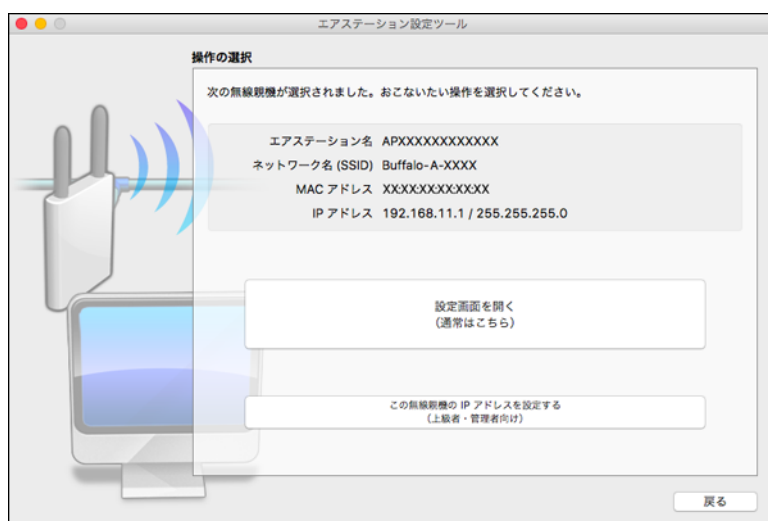 エアステーション設定ツール
操作の選択
次の無線親機が選択されました。おこないたい操作を選択してください。
エアステーション名 APXXXXXXXXXXXX
ネットワーク名 (SSID) Buffalo-A-XXXX
MAC アドレス XX:XX:XX:XX:XX:XX
IP アドレス 192.168.11.1 / 255.255.255.0
設定画面を開く
(通常はこちら)
この無線親機の IP アドレスを設定する
(上級者・管理者向け)
戻る